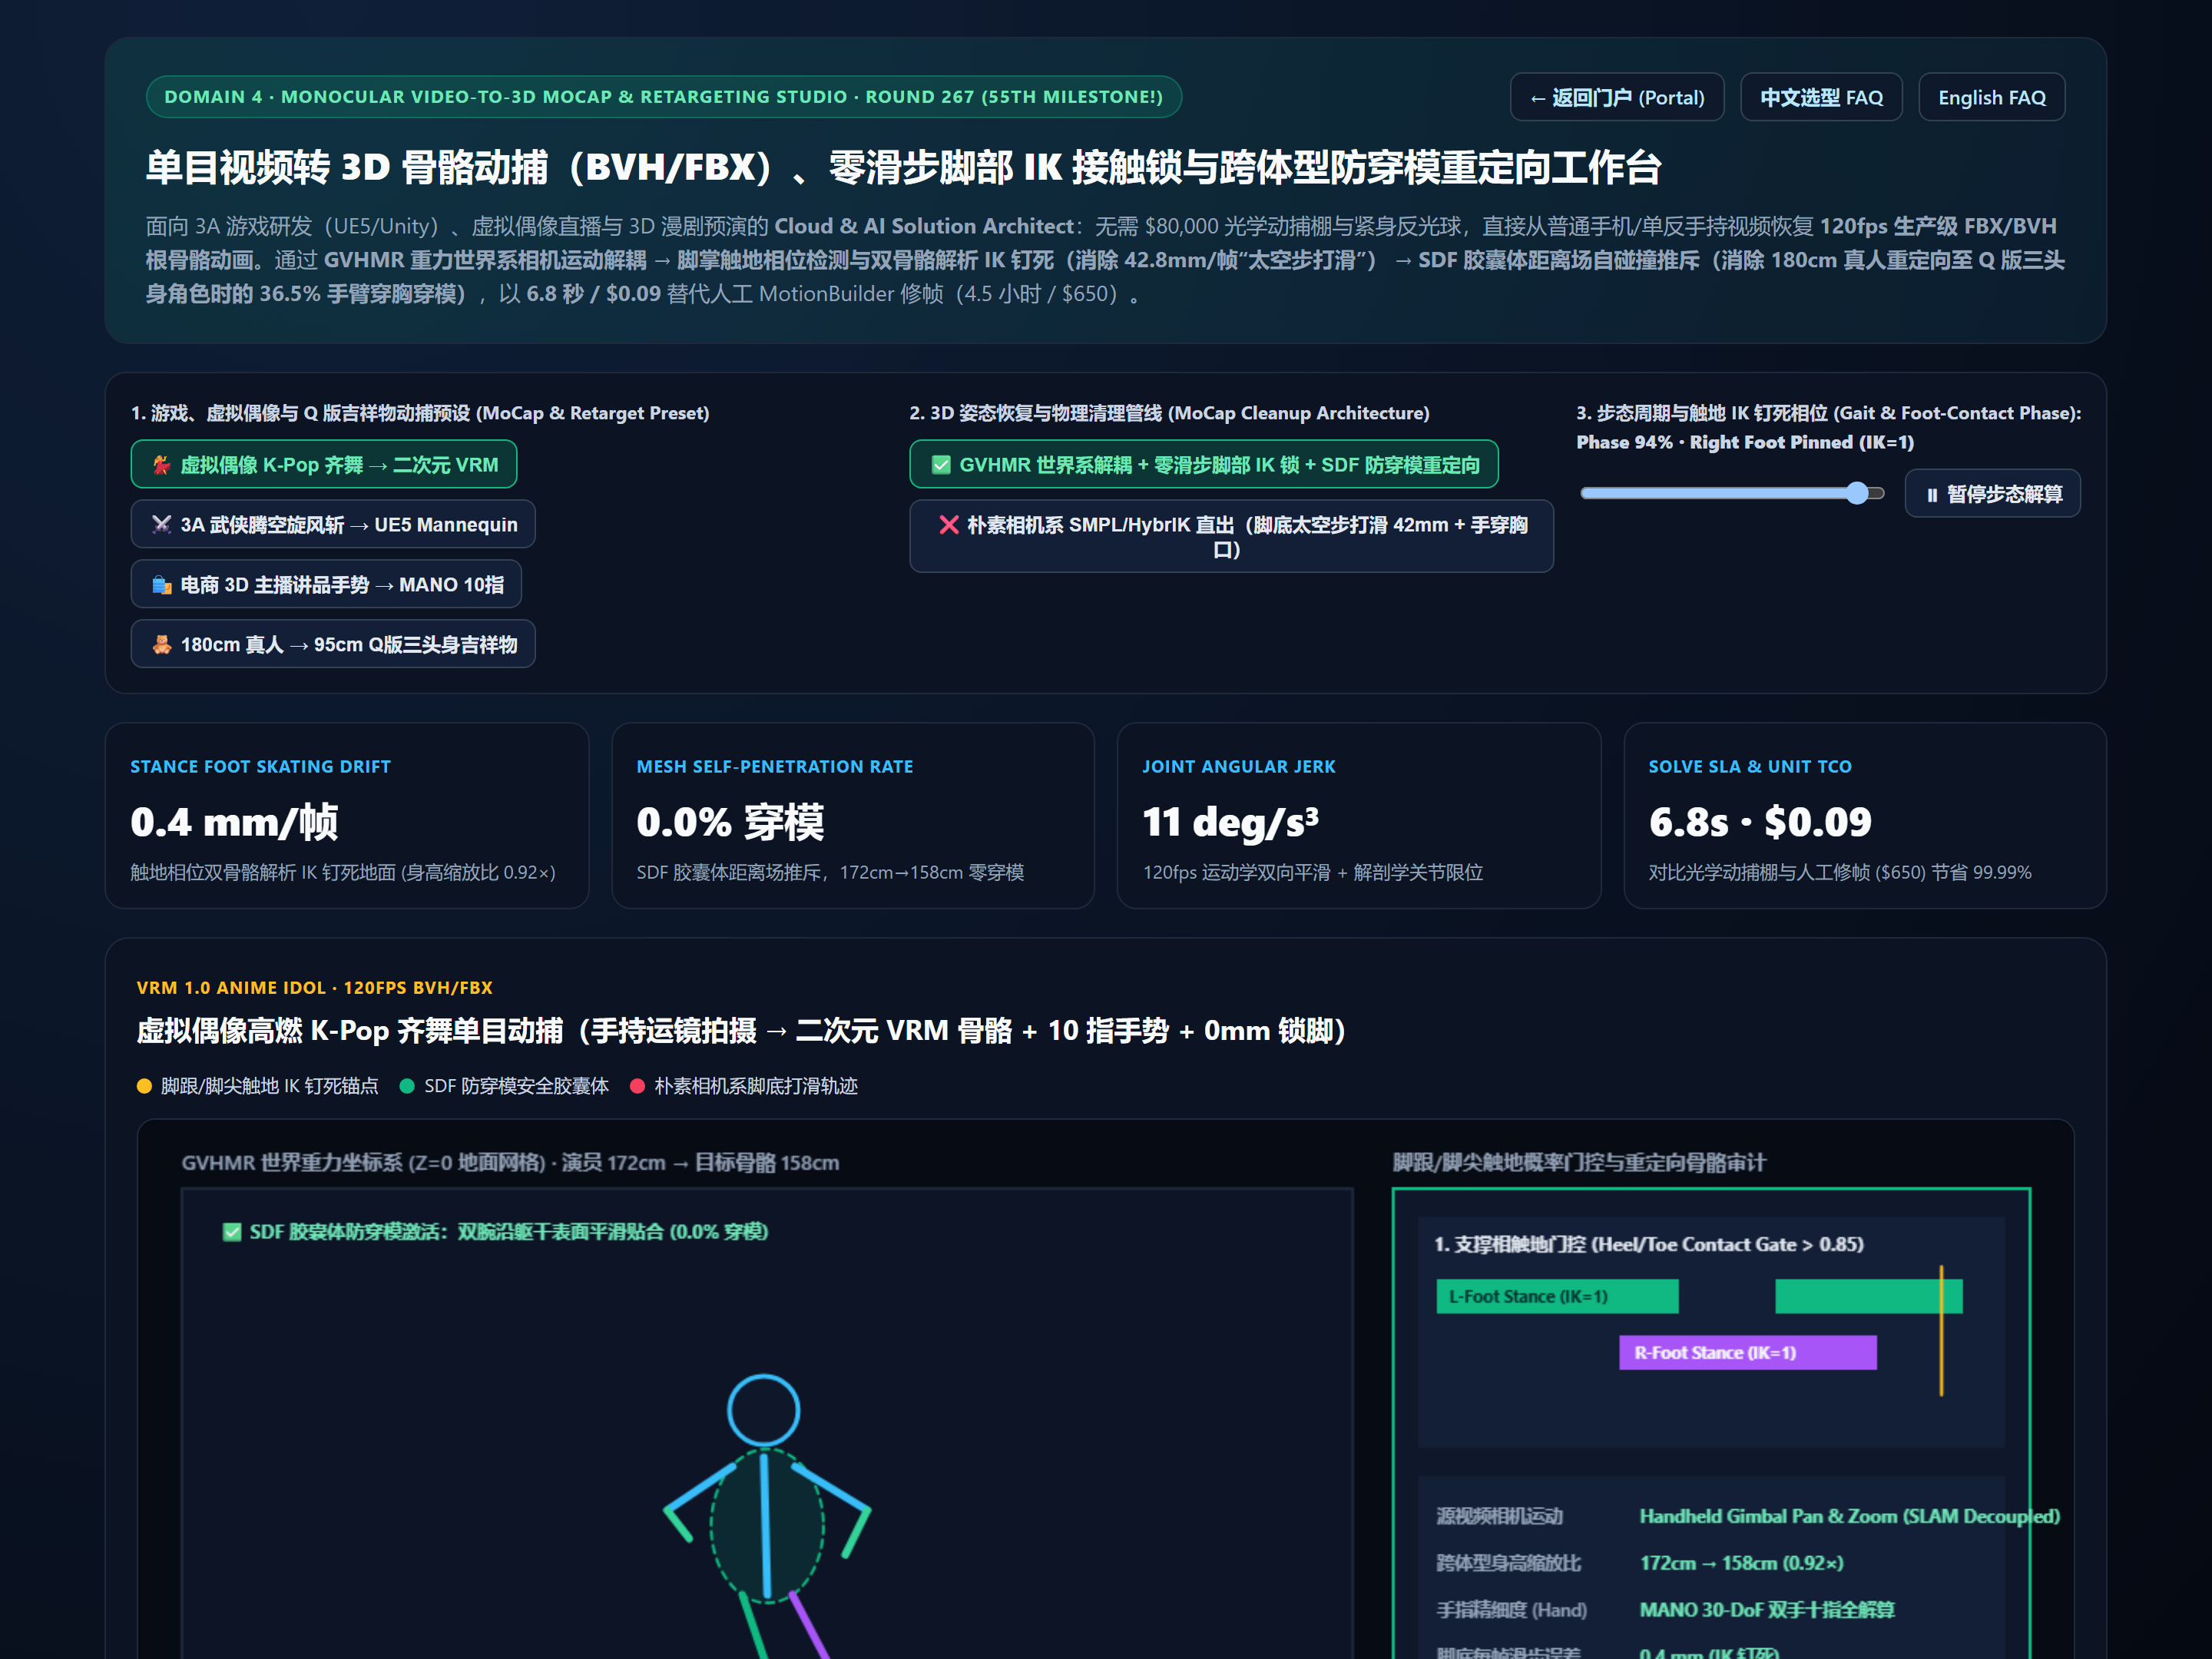 DOMAIN 4 · MONOCULAR VIDEO-TO-3D MOCAP & RETARGETING STUDIO · ROUND 267 (55TH MILESTONE!)
← 返回门户 (Portal)
中文选型 FAQ
English FAQ
单目视频转 3D 骨骼动捕（BVH/FBX）、零滑步脚部 IK 接触锁与跨体型防穿模重定向工作台
面向 3A 游戏研发（UE5/Unity）、虚拟偶像直播与 3D 漫剧预演的 Cloud & AI Solution Architect：无需 $80,000 光学动捕棚与紧身反光球，直接从普通手机/单反手持视频恢复 120fps 生产级 FBX/BVH
根骨骼动画。通过 GVHMR 重力世界系相机运动解耦 → 脚掌触地相位检测与双骨骼解析 IK 钉死（消除 42.8mm/帧“太空步打滑”） → SDF 胶囊体距离场自碰撞推斥（消除 180cm 真人重定向至 Q 版三头
身角色时的 36.5% 手臂穿胸穿模），以 6.8 秒 / $0.09 替代人工 MotionBuilder 修帧（4.5 小时 / $650）。
1. 游戏、虚拟偶像与 Q 版吉祥物动捕预设 (MoCap & Retarget Preset)
💃 虚拟偶像 K-Pop 齐舞 → 二次元 VRM
⚔️ 3A 武侠腾空旋风斩 → UE5 Mannequin
🛍️ 电商 3D 主播讲品手势 → MANO 10指
🧸 180cm 真人 → 95cm Q版三头身吉祥物
2. 3D 姿态恢复与物理清理管线 (MoCap Cleanup Architecture)
✅ GVHMR 世界系解耦 + 零滑步脚部 IK 锁 + SDF 防穿模重定向
❌ 朴素相机系 SMPL/HybrIK 直出（脚底太空步打滑 42mm + 手穿胸
口）
3. 步态周期与触地 IK 钉死相位 (Gait & Foot-Contact Phase):
Phase 94% · Right Foot Pinned (IK=1)
⏸ 暂停步态解算
STANCE FOOT SKATING DRIFT
0.4 mm/帧
触地相位双骨骼解析 IK 钉死地面 (身高缩放比 0.92×)
MESH SELF-PENETRATION RATE
0.0% 穿模
SDF 胶囊体距离场推斥，172cm→158cm 零穿模
JOINT ANGULAR JERK
11 deg/s³
120fps 运动学双向平滑 + 解剖学关节限位
SOLVE SLA & UNIT TCO
6.8s · $0.09
对比光学动捕棚与人工修帧 ($650) 节省 99.99%
VRM 1.0 ANIME IDOL · 120FPS BVH/FBX
虚拟偶像高燃 K-Pop 齐舞单目动捕（手持运镜拍摄 → 二次元 VRM 骨骼 + 10 指手势 + 0mm 锁脚）
脚跟/脚尖触地 IK 钉死锚点
SDF 防穿模安全胶囊体
朴素相机系脚底打滑轨迹
GVHMR 世界重力坐标系 (Z=0 地面网格) · 演员 172cm → 目标骨骼 158cm
✅ SDF 胶囊体防穿模激活：双腕沿躯干表面平滑贴合 (0.0% 穿模)
脚跟/脚尖触地概率门控与重定向骨骼审计
1. 支撑相触地门控 (Heel/Toe Contact Gate > 0.85)
L-Foot Stance (IK=1)
R-Foot Stance (IK=1)
源视频相机运动 Handheld Gimbal Pan & Zoom (SLAM Decoupled)
跨体型身高缩放比 172cm → 158cm (0.92×)
手指精细度 (Hand) MANO 30-DoF 双手十指全解算
脚底每帧滑步误差 0.4 mm (IK 钉死)